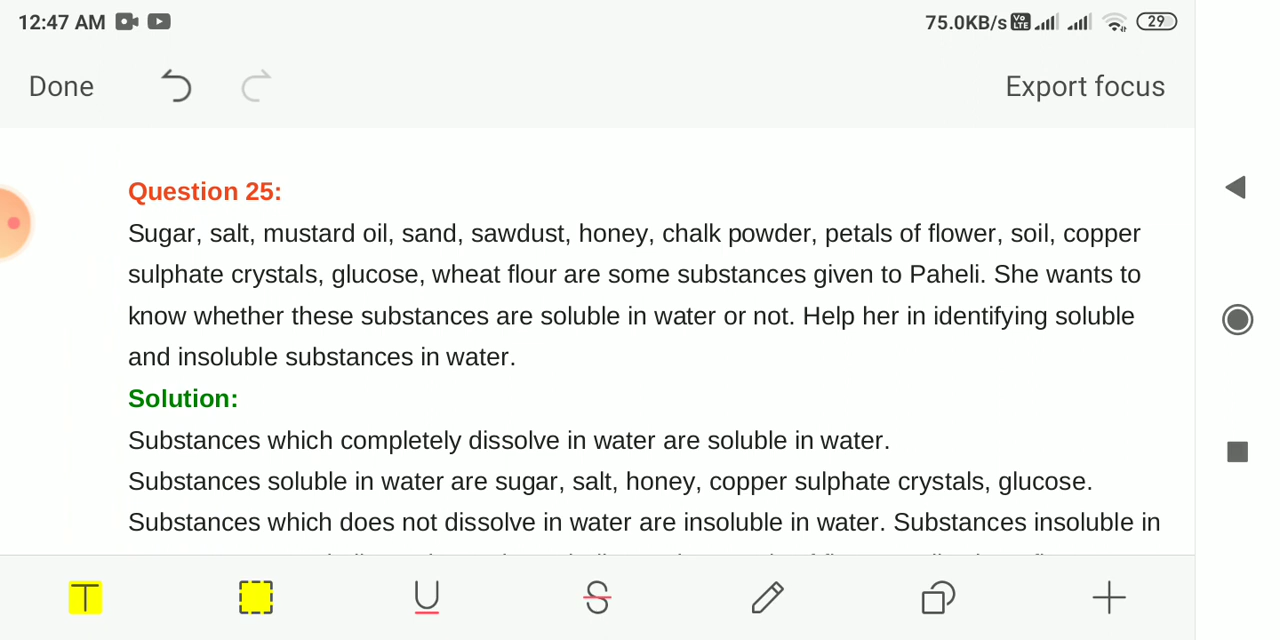 12:47 AM
75.0KB/s Vo LTE 29
Done
Export focus
Question 25:
Sugar, salt, mustard oil, sand, sawdust, honey, chalk powder, petals of flower, soil, copper
sulphate crystals, glucose, wheat flour are some substances given to Paheli. She wants to
know whether these substances are soluble in water or not. Help her in identifying soluble
and insoluble substances in water.
Solution:
Substances which completely dissolve in water are soluble in water.
Substances soluble in water are sugar, salt, honey, copper sulphate crystals, glucose.
Substances which does not dissolve in water are insoluble in water. Substances insoluble in
T U S